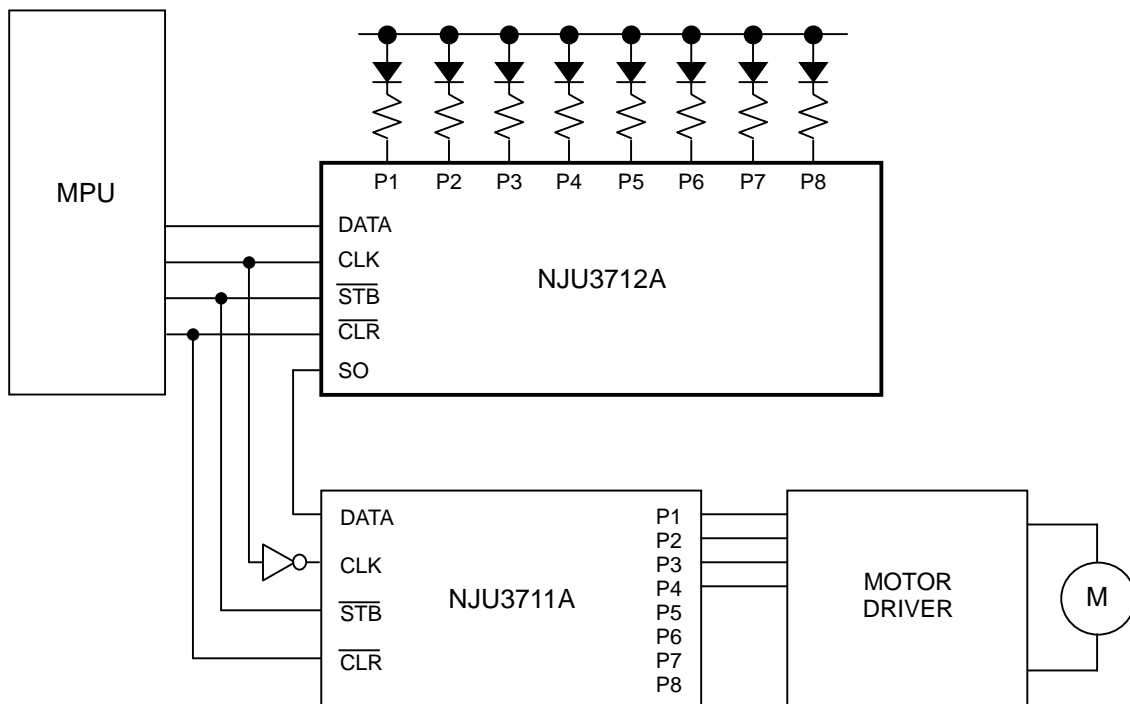 MPU
P1 P2 P3 P4 P5 P6 P7 P8
DATA
CLK
STB
CLR
SO
NJU3712A
DATA
CLK
STB
CLR
NJU3711A
P1
P2
P3
P4
P5
P6
P7
P8
MOTOR
DRIVER
M